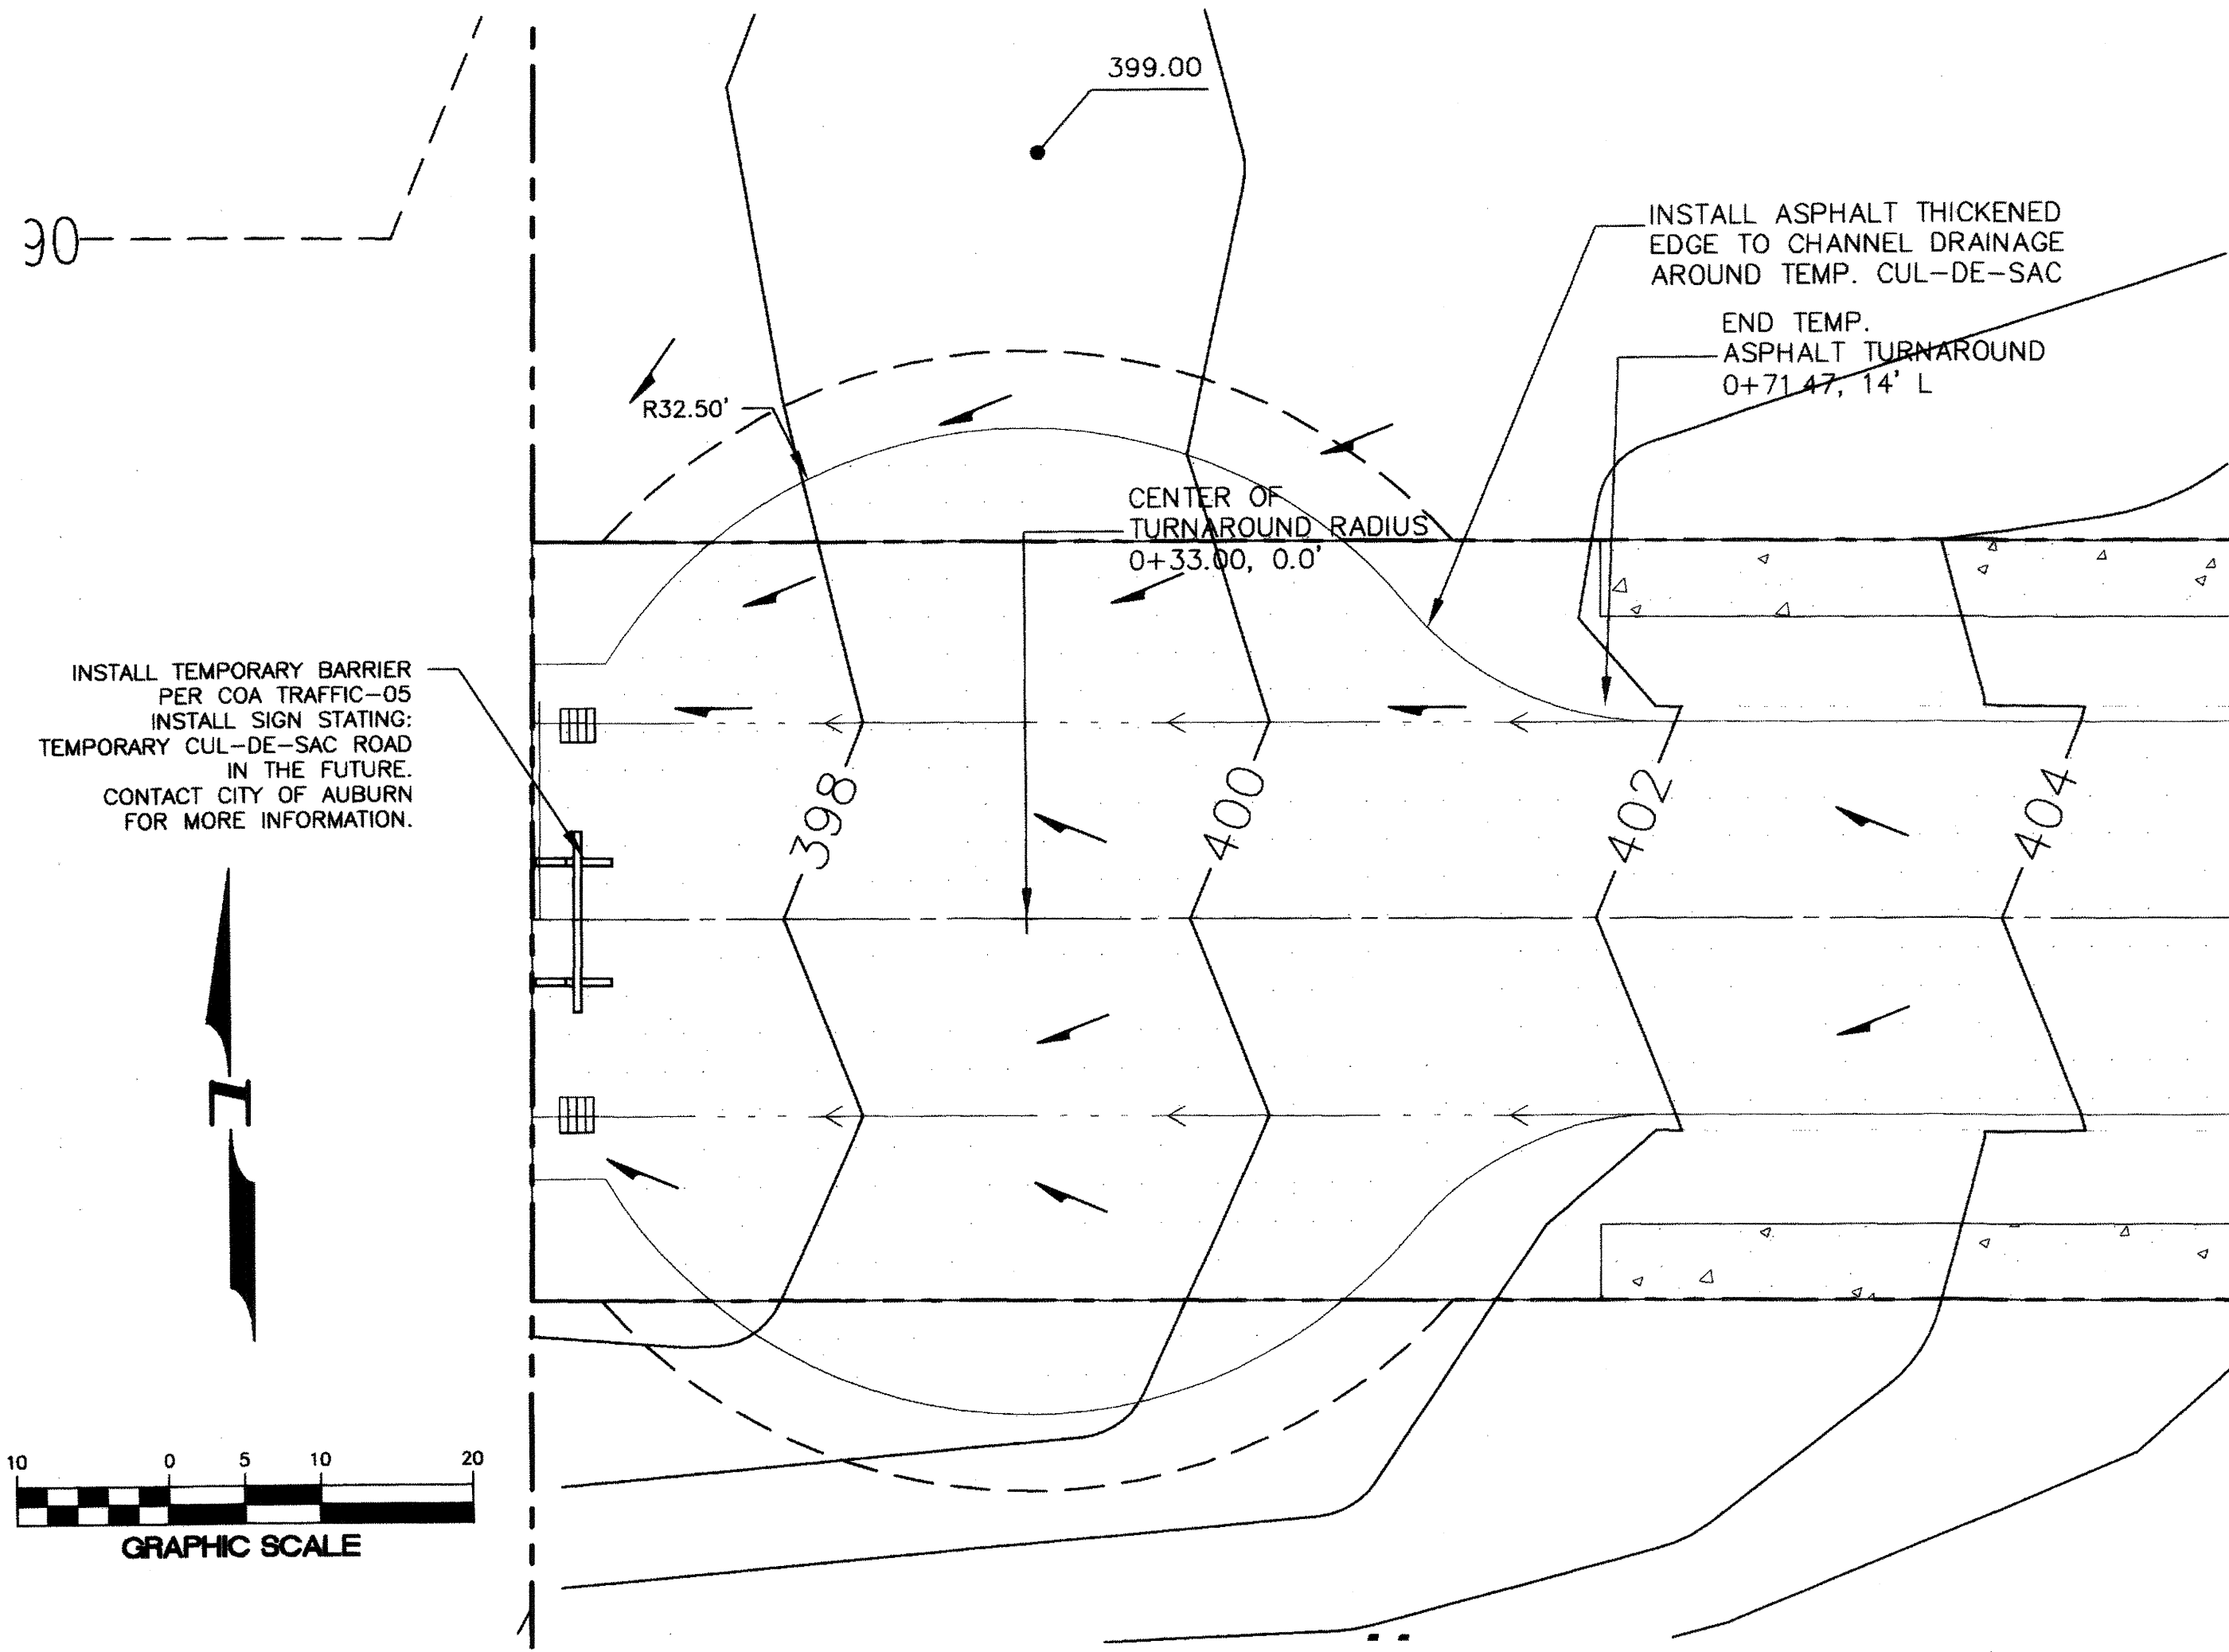 399.00
90
INSTALL ASPHALT THICKENED
EDGE TO CHANNEL DRAINAGE
AROUND TEMP. CUL-DE-SAC
END TEMP.
ASPHALT TURNAROUND
0+71.47, 14' L
R32.50'
CENTER OF
TURNAROUND RADIUS
0+33.00, 0.0'
INSTALL TEMPORARY BARRIER
PER COA TRAFFIC-05
INSTALL SIGN STATING:
TEMPORARY CUL-DE-SAC ROAD
IN THE FUTURE.
CONTACT CITY OF AUBURN
FOR MORE INFORMATION.
398
400
402
404
10 0 5 10 20
GRAPHIC SCALE